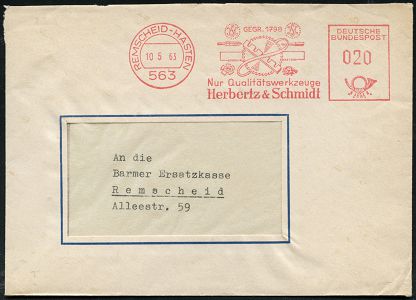 REMSCHEID-HASTEN
10.5.63
563
GEGR. 1798
Nur Qualitätswerkzeuge
Herbertz & Schmidt
DEUTSCHE
BUNDESPOST
020
An die
Barmer Ersatzkasse
Remscheid
Alleestr. 59